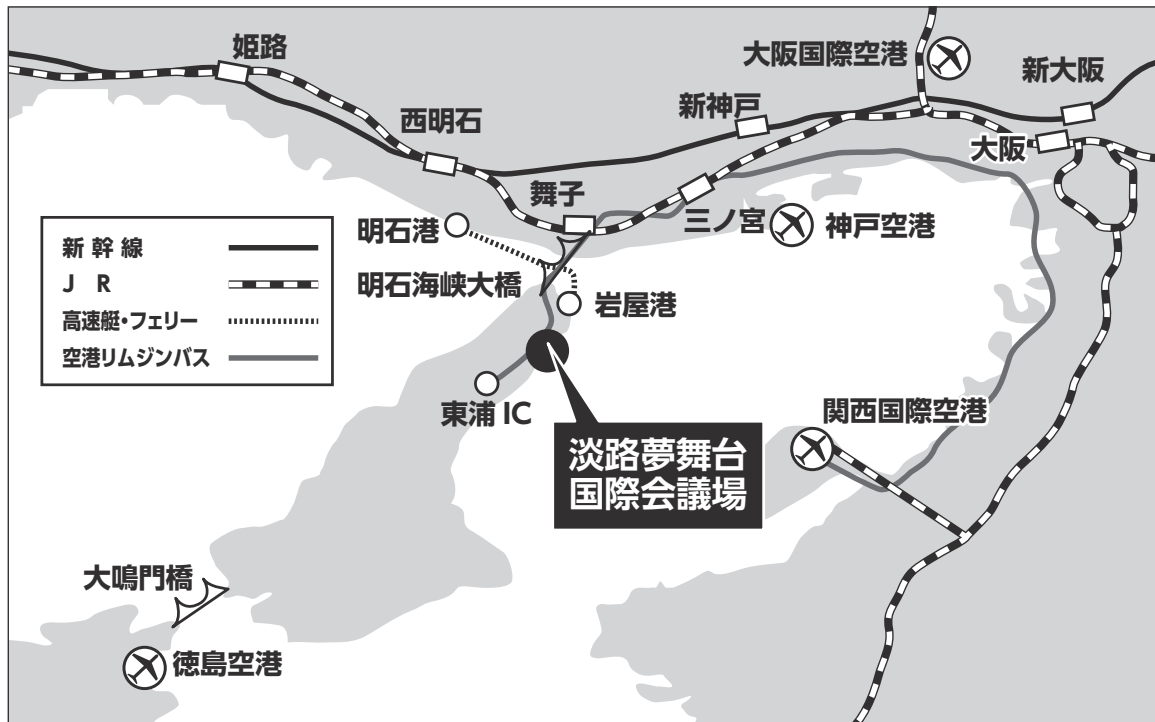 姫路
大阪国際空港
新大阪
新神戸
西明石
大阪
舞子
明石港
三ノ宮
神戸空港
新 幹 線
J R
高速艇・フェリー
空港リムジンバス
明石海峡大橋
岩屋港
東浦 IC
関西国際空港
淡路夢舞台
国際会議場
大鳴門橋
徳島空港